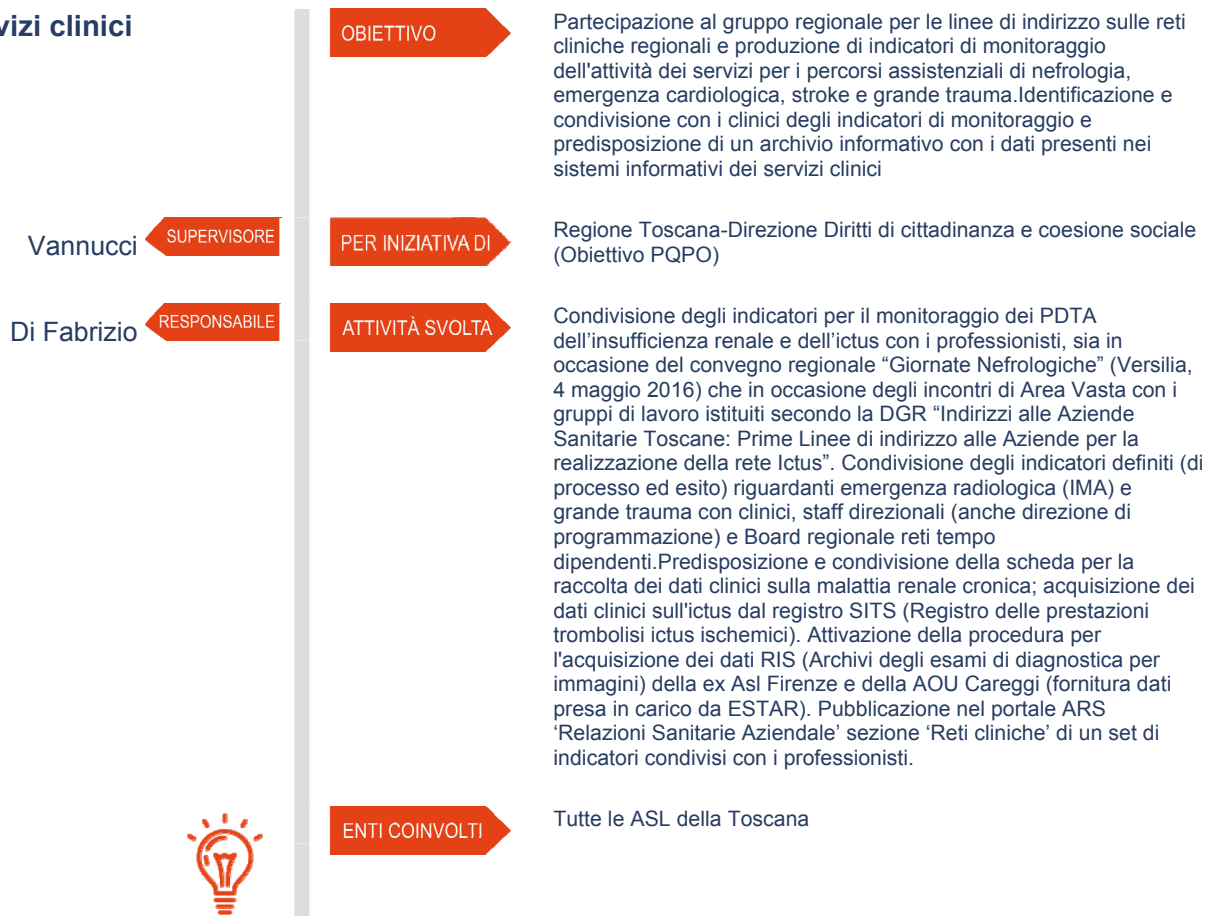 vizi clinici
OBIETTIVO
Partecipazione al gruppo regionale per le linee di indirizzo sulle reti
cliniche regionali e produzione di indicatori di monitoraggio
dell'attività dei servizi per i percorsi assistenziali di nefrologia,
emergenza cardiologica, stroke e grande trauma.Identificazione e
condivisione con i clinici degli indicatori di monitoraggio e
predisposizione di un archivio informativo con i dati presenti nei
sistemi informativi dei servizi clinici
Vannucci
SUPERVISORE
PER INIZIATIVA DI
Regione Toscana-Direzione Diritti di cittadinanza e coesione sociale
(Obiettivo PQPO)
Di Fabrizio
RESPONSABILE
ATTIVITÀ SVOLTA
Condivisione degli indicatori per il monitoraggio dei PDTA
dell’insufficienza renale e dell’ictus con i professionisti, sia in
occasione del convegno regionale “Giornate Nefrologiche” (Versilia,
4 maggio 2016) che in occasione degli incontri di Area Vasta con i
gruppi di lavoro istituiti secondo la DGR “Indirizzi alle Aziende
Sanitarie Toscane: Prime Linee di indirizzo alle Aziende per la
realizzazione della rete Ictus”. Condivisione degli indicatori definiti (di
processo ed esito) riguardanti emergenza radiologica (IMA) e
grande trauma con clinici, staff direzionali (anche direzione di
programmazione) e Board regionale reti tempo
dipendenti.Predisposizione e condivisione della scheda per la
raccolta dei dati clinici sulla malattia renale cronica; acquisizione dei
dati clinici sull'ictus dal registro SITS (Registro delle prestazioni
trombolisi ictus ischemici). Attivazione della procedura per
l'acquisizione dei dati RIS (Archivi degli esami di diagnostica per
immagini) della ex Asl Firenze e della AOU Careggi (fornitura dati
presa in carico da ESTAR). Pubblicazione nel portale ARS
‘Relazioni Sanitarie Aziendale’ sezione ‘Reti cliniche’ di un set di
indicatori condivisi con i professionisti.
ENTI COINVOLTI
Tutte le ASL della Toscana